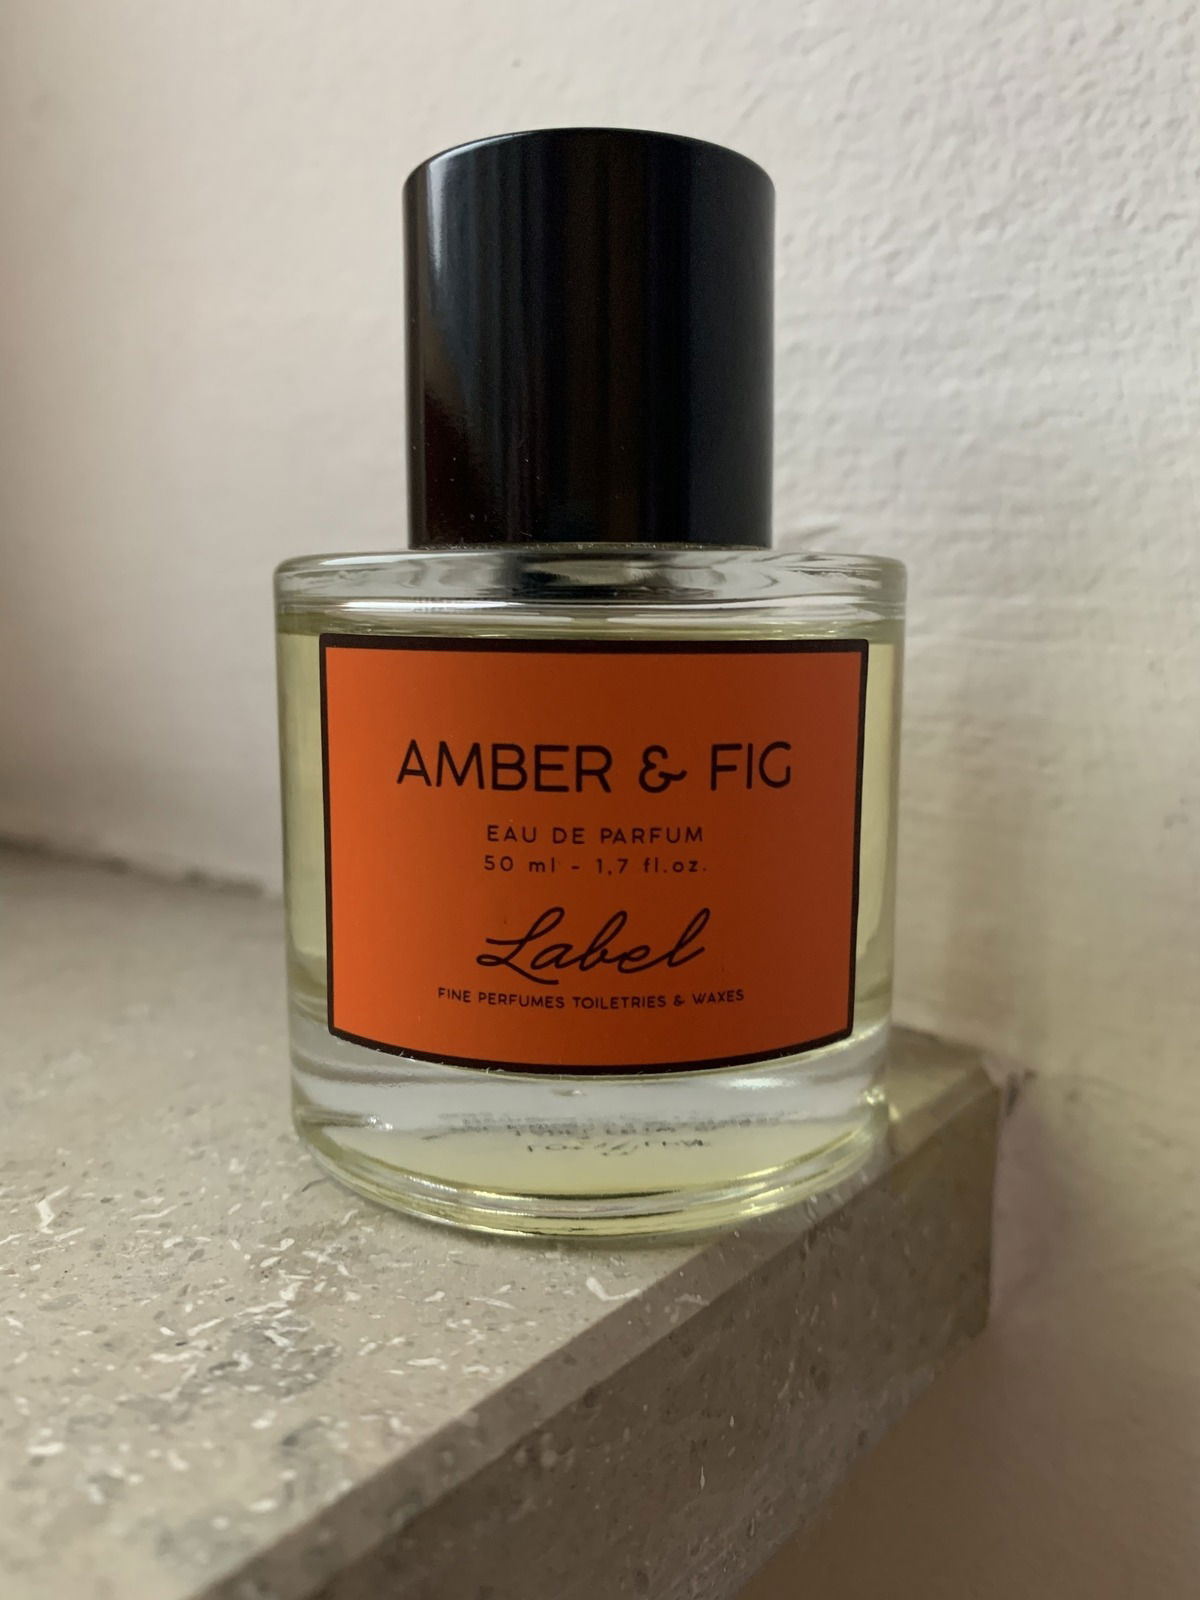 AMBER & FIG
EAU DE PARFUM
50 ml - 1,7 fl.oz.
Label
FINE PERFUMES TOILETRIES & WAXES